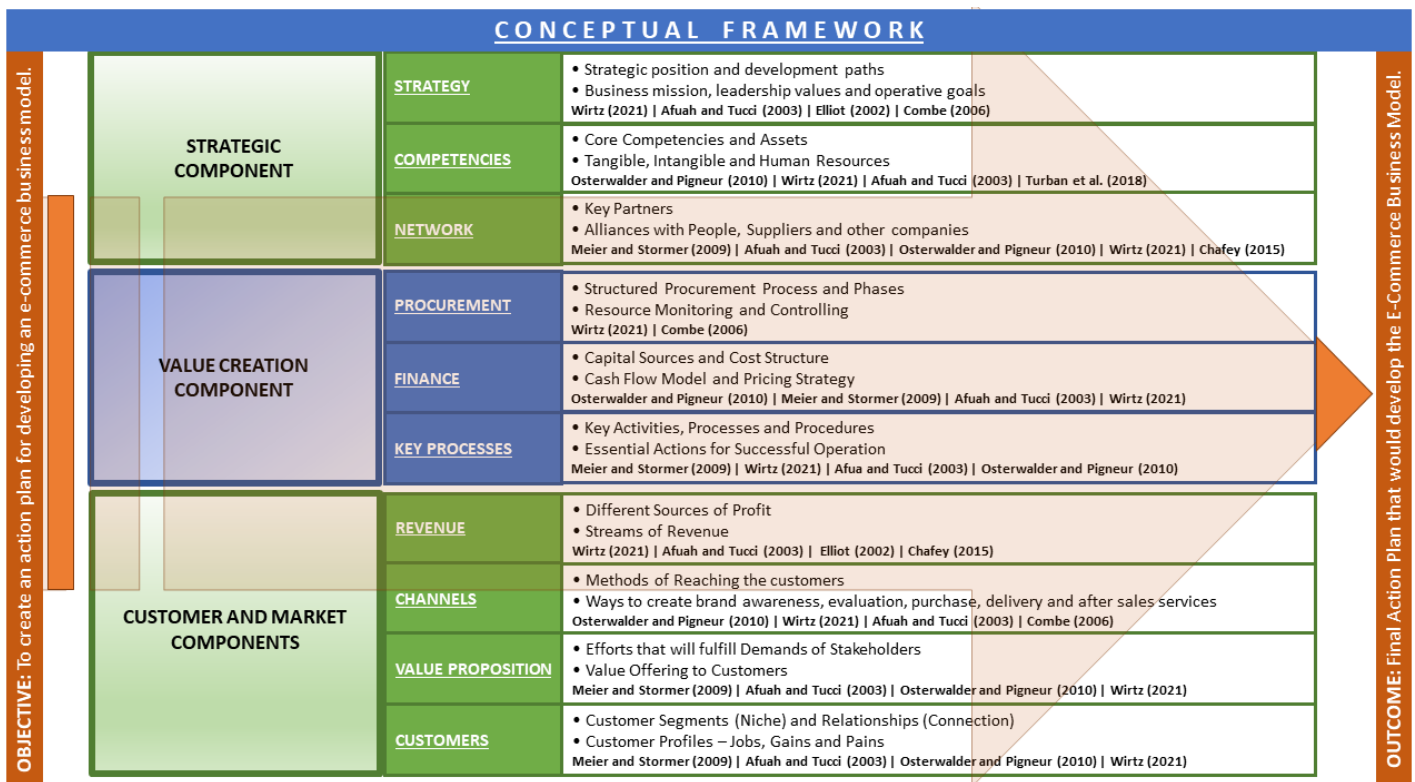 CONCEPTUAL FRAMEWORK
OBJECTIVE: To create an action plan for developing an e-commerce business model.
STRATEGIC
COMPONENT
STRATEGY
• Strategic position and development paths
• Business mission, leadership values and operative goals
Wirtz (2021) | Afuah and Tucci (2003) | Elliot (2002) | Combe (2006)
COMPETENCIES
• Core Competencies and Assets
• Tangible, Intangible and Human Resources
Osterwalder and Pigneur (2010) | Wirtz (2021) | Afuah and Tucci (2003) | Turban et al. (2018)
NETWORK
• Key Partners
• Alliances with People, Suppliers and other companies
Meier and Stormer (2009) | Afuah and Tucci (2003) | Osterwalder and Pigneur (2010) | Wirtz (2021) | Chafey (2015)
VALUE CREATION
COMPONENT
PROCUREMENT
• Structured Procurement Process and Phases
• Resource Monitoring and Controlling
Wirtz (2021) | Combe (2006)
FINANCE
• Capital Sources and Cost Structure
• Cash Flow Model and Pricing Strategy
Osterwalder and Pigneur (2010) | Meier and Stormer (2009) | Afuah and Tucci (2003) | Wirtz (2021)
KEY PROCESSES
• Key Activities, Processes and Procedures
• Essential Actions for Successful Operation
Meier and Stormer (2009) | Wirtz (2021) | Afua and Tucci (2003) | Osterwalder and Pigneur (2010)
CUSTOMER AND MARKET
COMPONENTS
REVENUE
• Different Sources of Profit
• Streams of Revenue
Wirtz (2021) | Afuah and Tucci (2003) | Elliot (2002) | Chafey (2015)
CHANNELS
• Methods of Reaching the customers
• Ways to create brand awareness, evaluation, purchase, delivery and after sales services
Osterwalder and Pigneur (2010) | Wirtz (2021) | Afuah and Tucci (2003) | Combe (2006)
VALUE PROPOSITION
• Efforts that will fulfill Demands of Stakeholders
• Value Offering to Customers
Meier and Stormer (2009) | Afuah and Tucci (2003) | Osterwalder and Pigneur (2010) | Wirtz (2021)
CUSTOMERS
• Customer Segments (Niche) and Relationships (Connection)
• Customer Profiles – Jobs, Gains and Pains
Meier and Stormer (2009) | Afuah and Tucci (2003) | Osterwalder and Pigneur (2010) | Wirtz (2021)
OUTCOME: Final Action Plan that would develop the E-Commerce Business Model.